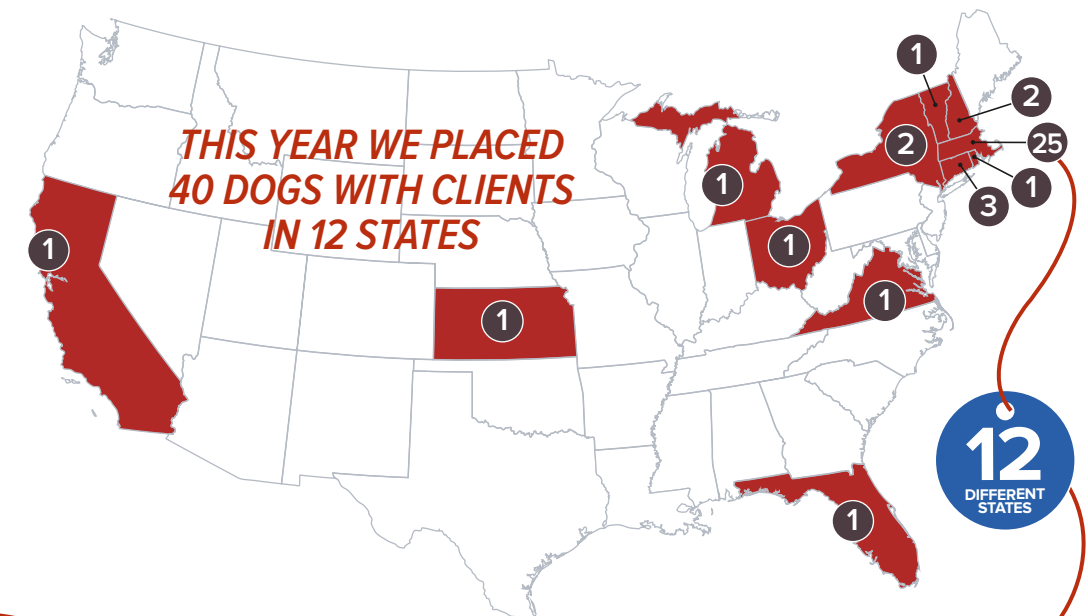 THIS YEAR WE PLACED
40 DOGS WITH CLIENTS
IN 12 STATES
1
2
25
2
1
3
1
1
1
1
1
1
12
DIFFERENT
STATES